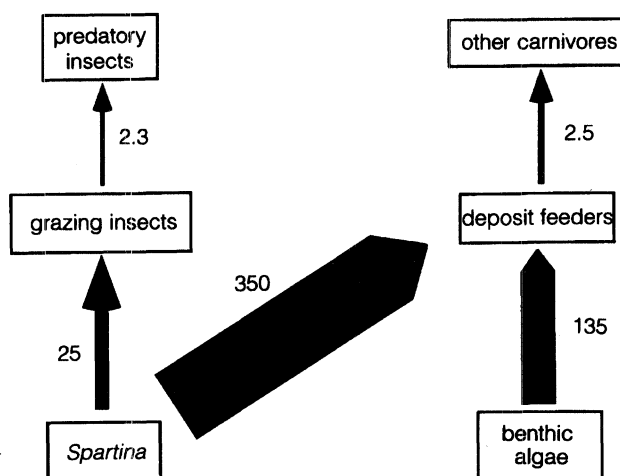 predatory
insects
other carnivores
2.3
2.5
grazing insects
deposit feeders
350
25
135
Spartina
benthic
algae